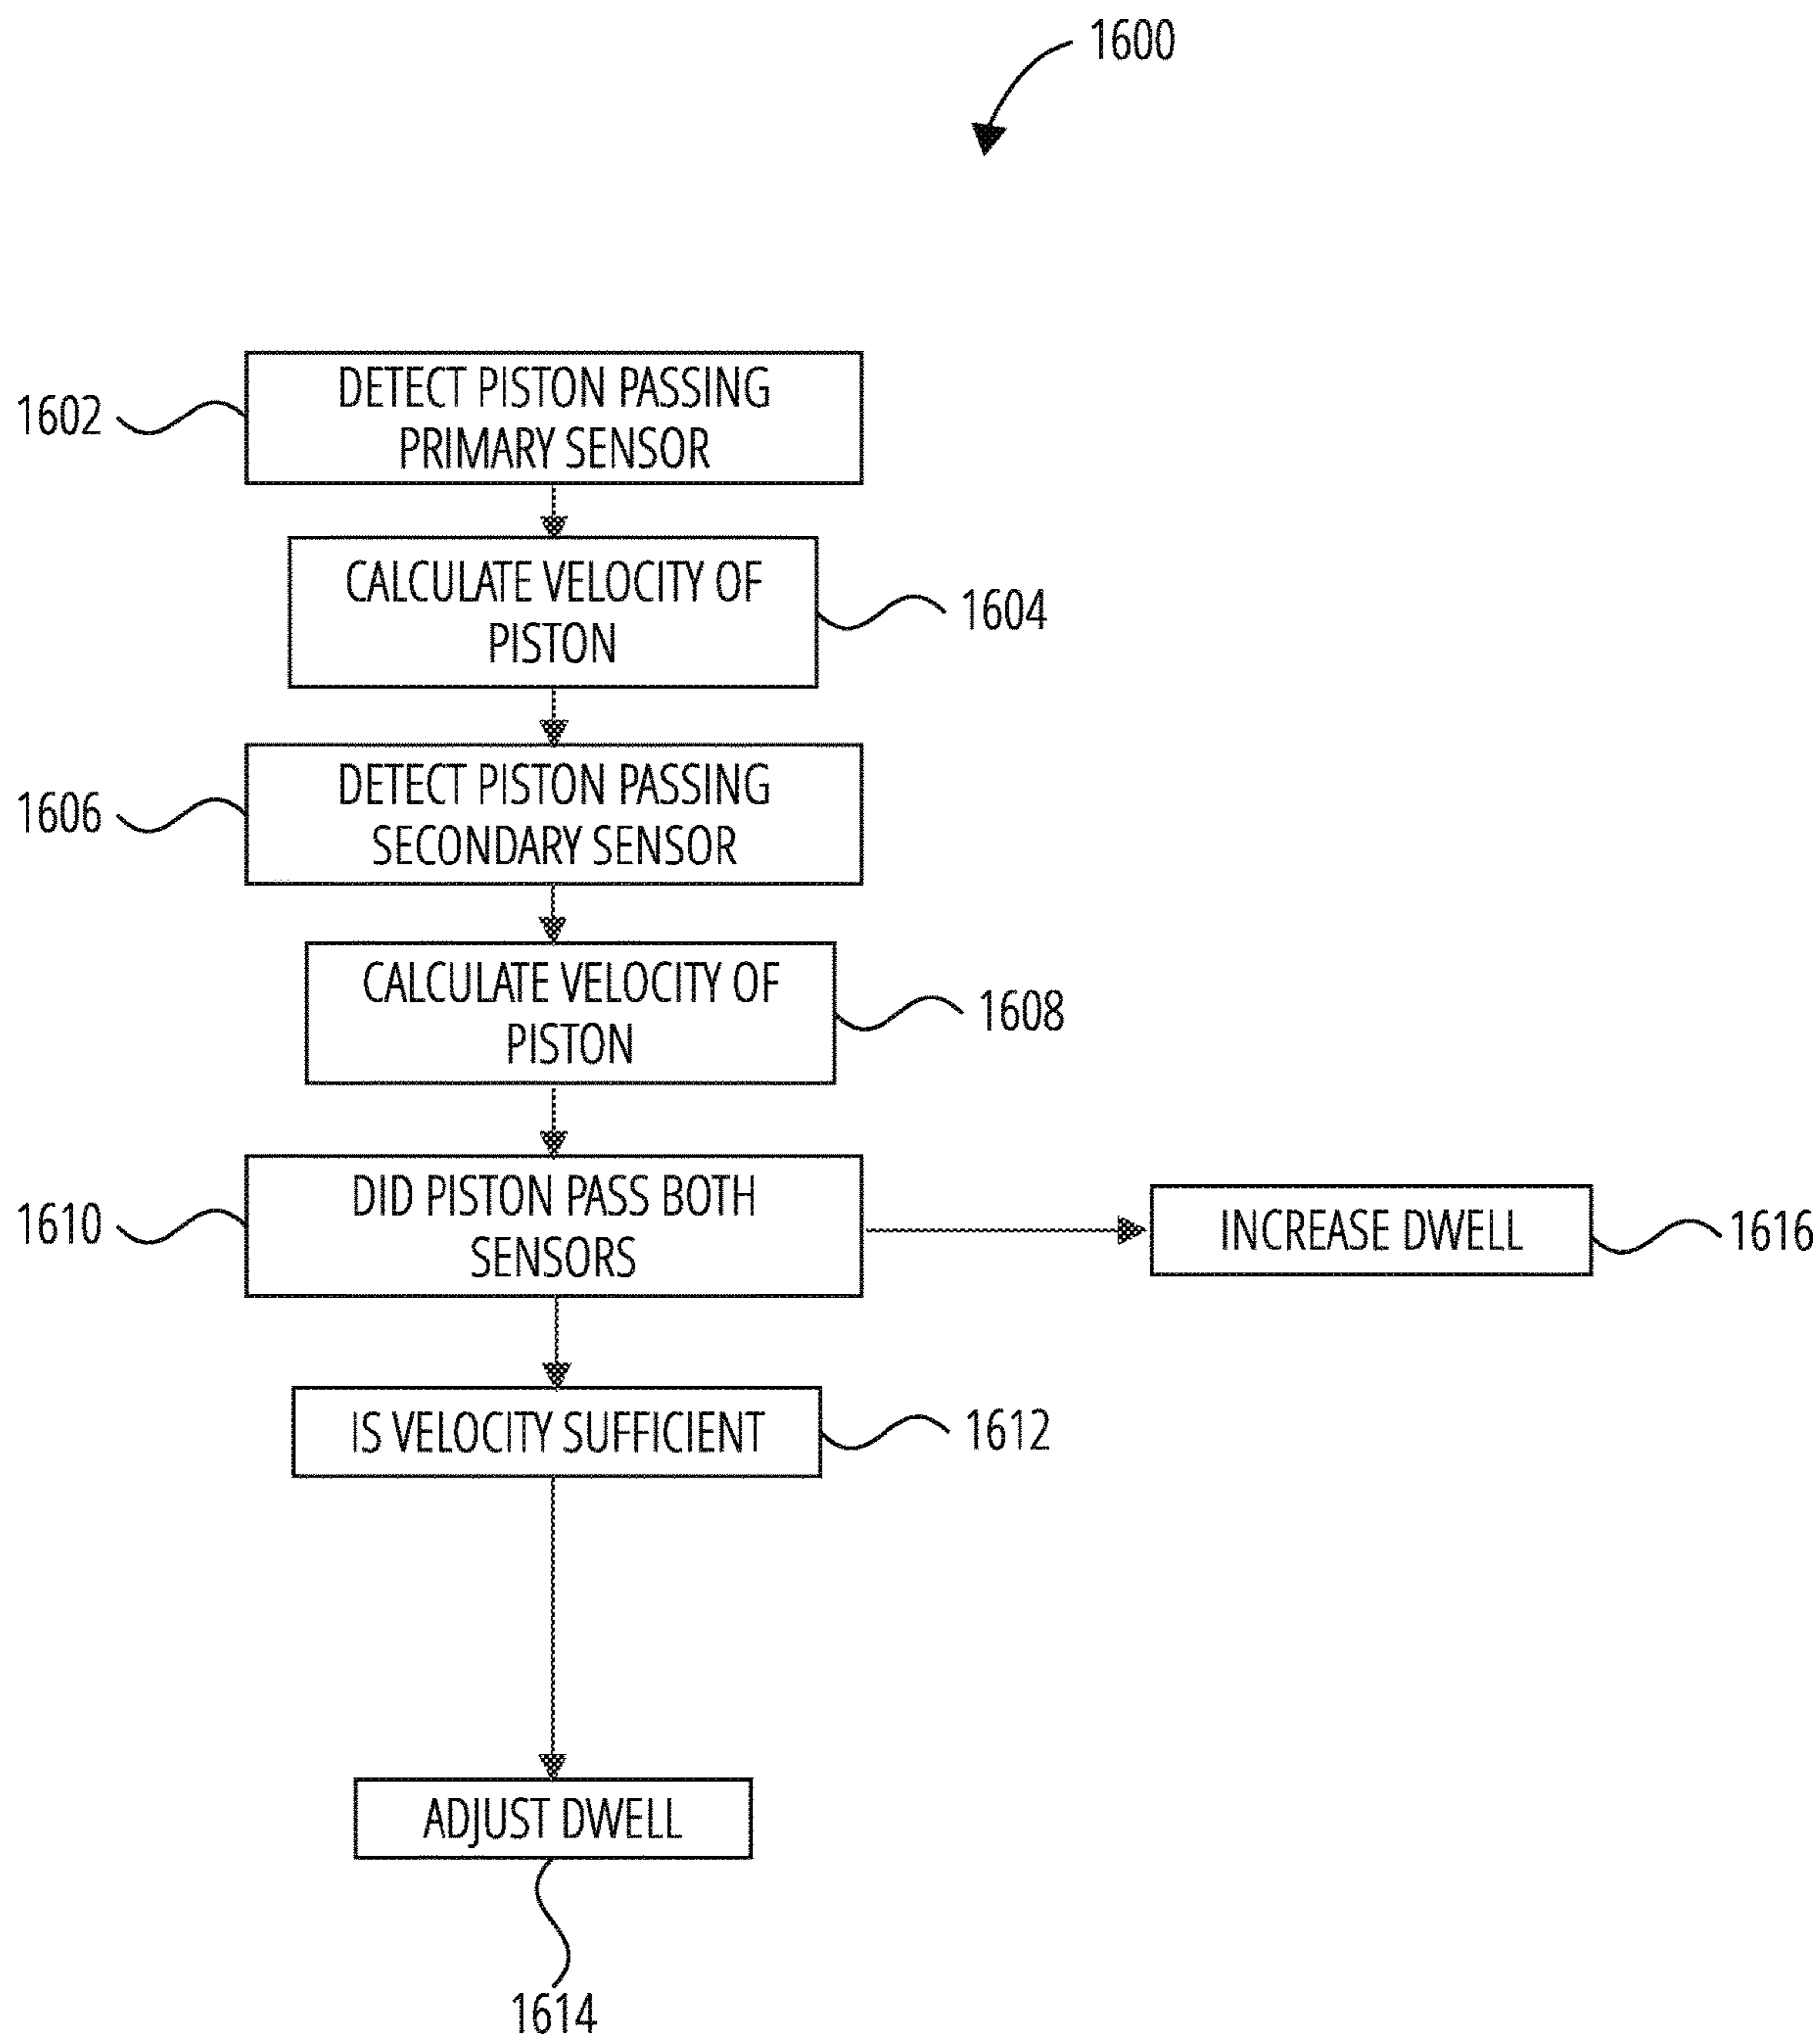 1600
1602
DETECT PISTON PASSING
PRIMARY SENSOR
CALCULATE VELOCITY OF
PISTON
1604
1606
DETECT PISTON PASSING
SECONDARY SENSOR
CALCULATE VELOCITY OF
PISTON
1608
1610
DID PISTON PASS BOTH
SENSORS
INCREASE DWELL
1616
IS VELOCITY SUFFICIENT
1612
ADJUST DWELL
1614